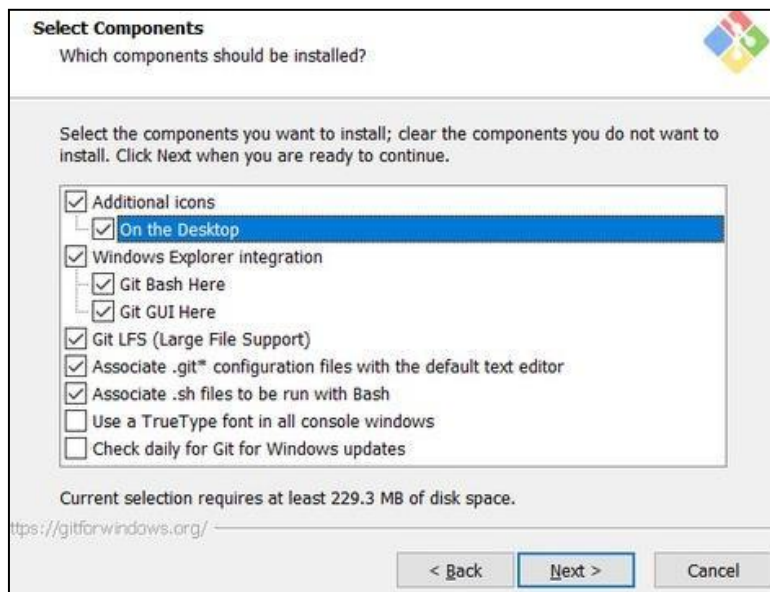 Select Components
Which components should be installed?
Select the components you want to install; clear the components you do not want to
install. Click Next when you are ready to continue.
Additional icons
On the Desktop
Windows Explorer integration
Git Bash Here
Git GUI Here
Git LFS (Large File Support)
Associate .git* configuration files with the default text editor
Associate .sh files to be run with Bash
Use a TrueType font in all console windows
Check daily for Git for Windows updates
Current selection requires at least 229.3 MB of disk space.
ttps://gitforwindows.org/
< Back
Next >
Cancel